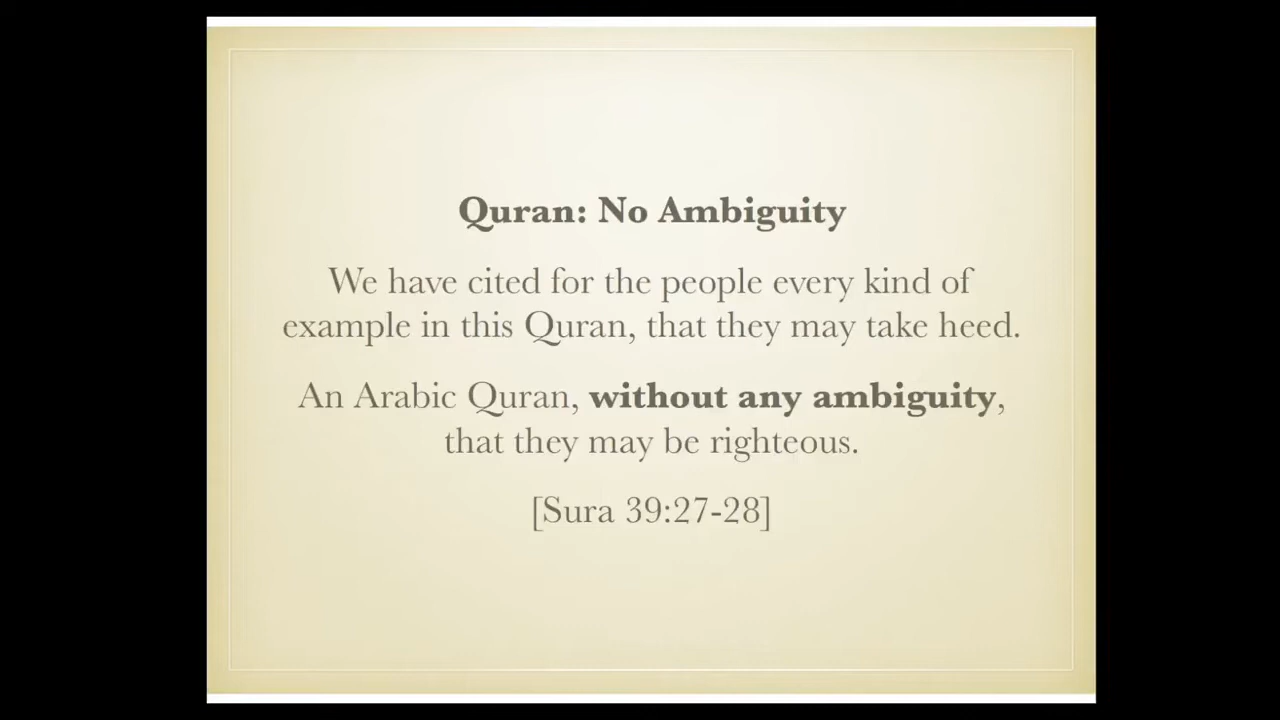 Quran: No Ambiguity
We have cited for the people every kind of
example in this Quran, that they may take heed.
An Arabic Quran, without any ambiguity,
that they may be righteous.
[Sura 39:27-28]